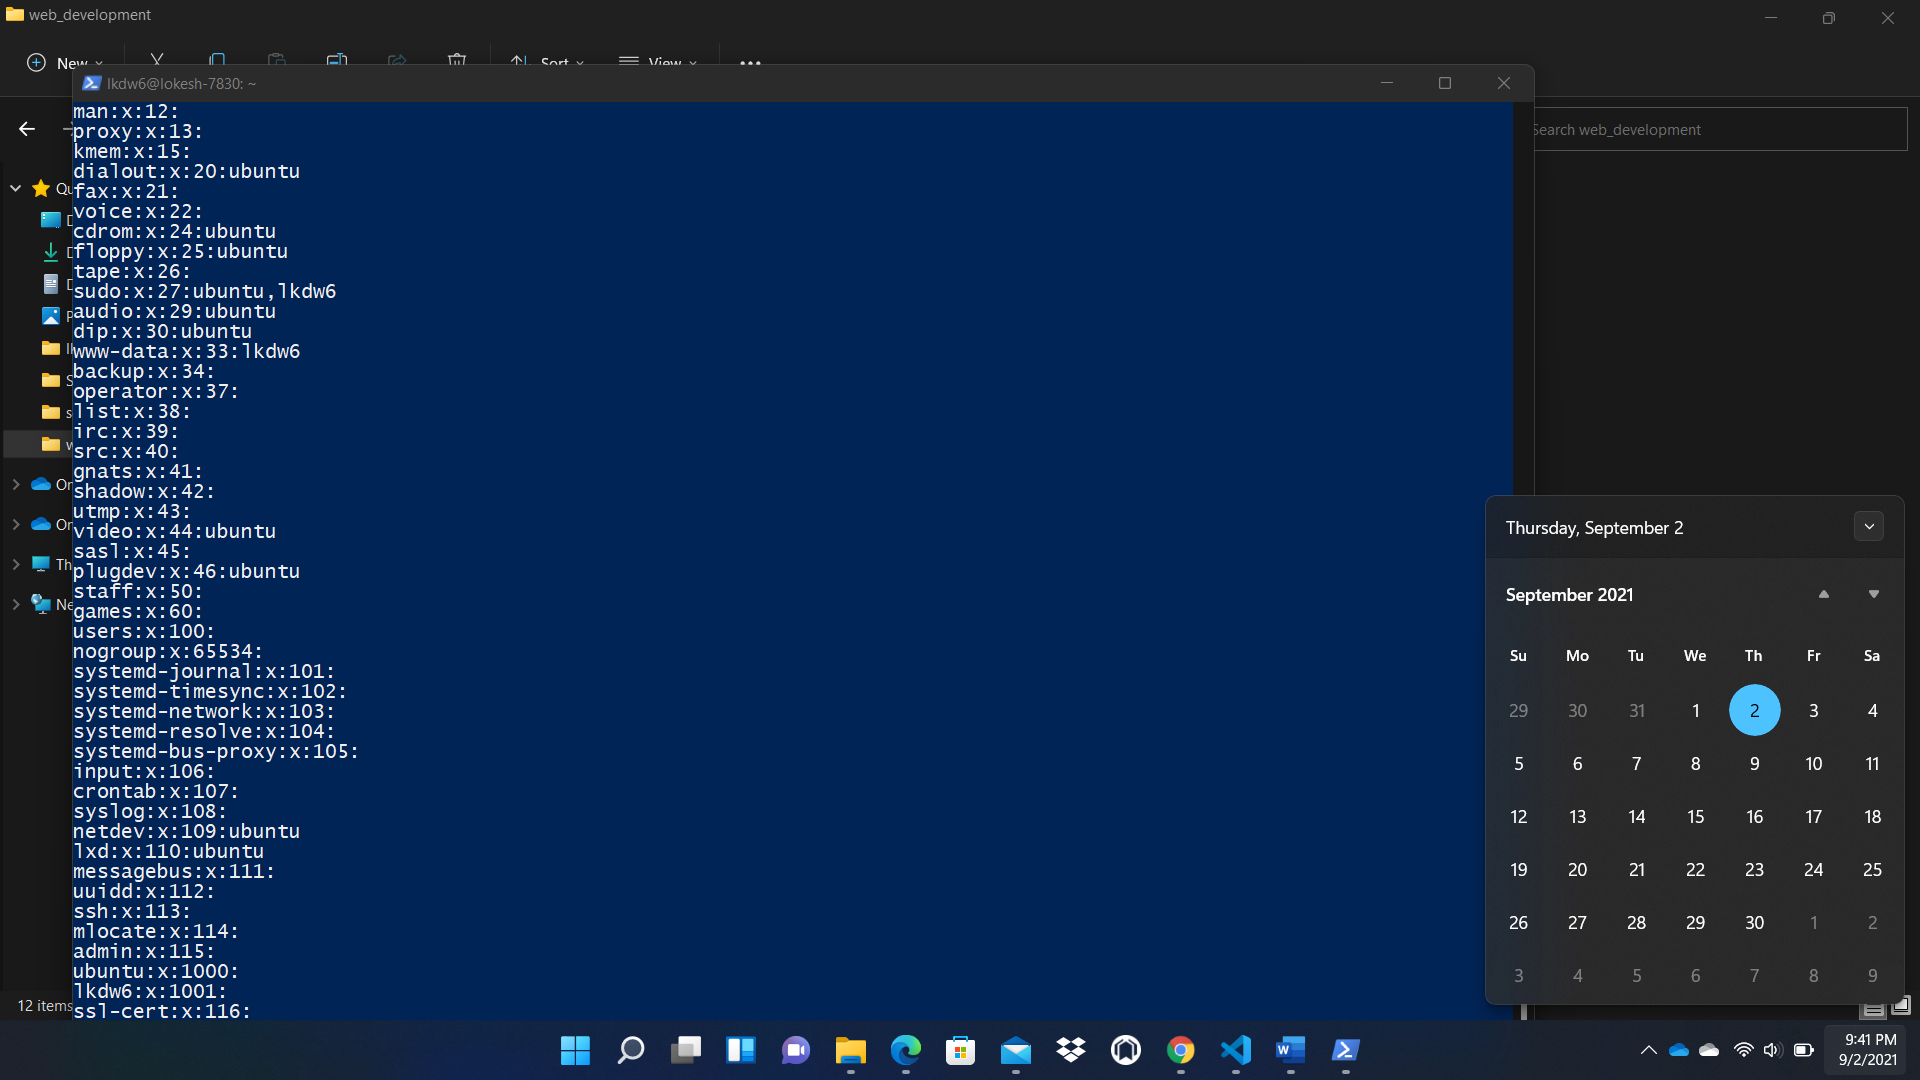 web_development
New
Sort
View
lkdw6@lokesh-7830: ~
Search web_development
man:x:12:
proxy:x:13:
kmem:x:15:
dialout:x:20:ubuntu
fax:x:21:
voice:x:22:
cdrom:x:24:ubuntu
floppy:x:25:ubuntu
tape:x:26:
sudo:x:27:ubuntu,lkdw6
audio:x:29:ubuntu
dip:x:30:ubuntu
www-data:x:33:lkdw6
backup:x:34:
operator:x:37:
list:x:38:
irc:x:39:
src:x:40:
gnats:x:41:
shadow:x:42:
utmp:x:43:
video:x:44:ubuntu
sasl:x:45:
plugdev:x:46:ubuntu
staff:x:50:
games:x:60:
users:x:100:
nogroup:x:65534:
systemd-journal:x:101:
systemd-timesync:x:102:
systemd-network:x:103:
systemd-resolve:x:104:
systemd-bus-proxy:x:105:
input:x:106:
crontab:x:107:
syslog:x:108:
netdev:x:109:ubuntu
lxd:x:110:ubuntu
messagebus:x:111:
uuidd:x:112:
ssh:x:113:
mlocate:x:114:
admin:x:115:
ubuntu:x:1000:
lkdw6:x:1001:
ssl-cert:x:116:
12 items
Thursday, September 2
September 2021
Su Mo Tu We Th Fr Sa
29 30 31 1 2 3 4
5 6 7 8 9 10 11
12 13 14 15 16 17 18
19 20 21 22 23 24 25
26 27 28 29 30 1 2
3 4 5 6 7 8 9
9:41 PM
9/2/2021